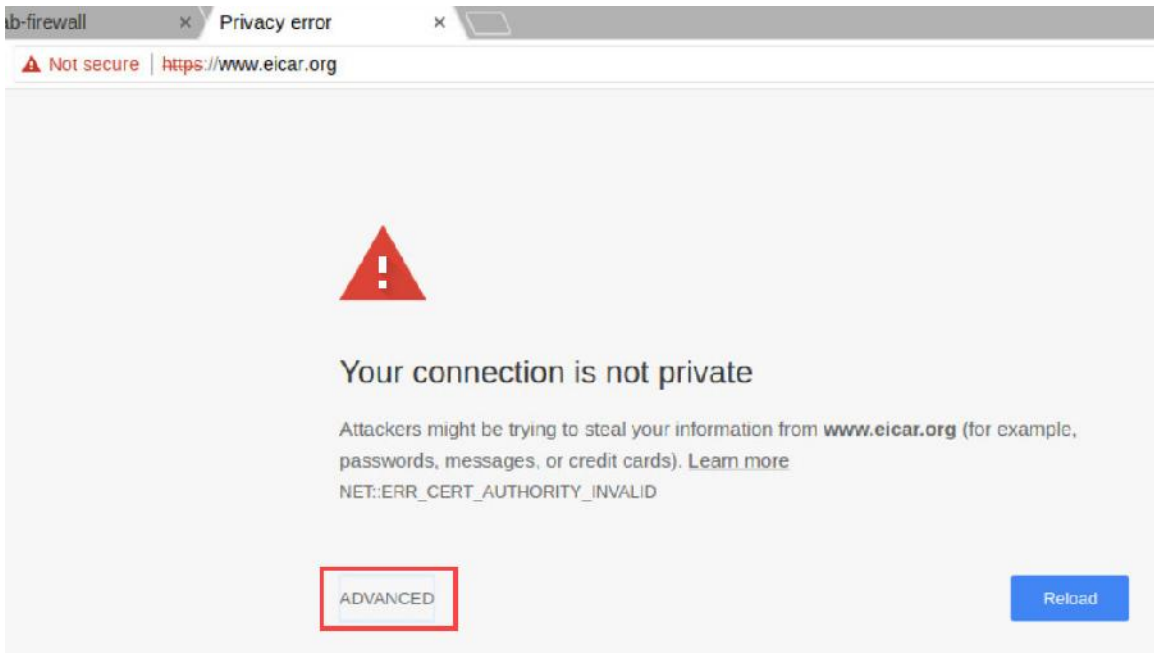 ab-firewall × Privacy error ×
Not secure | https://www.eicar.org
Your connection is not private
Attackers might be trying to steal your information from www.eicar.org (for example,
passwords, messages, or credit cards). Learn more
NET::ERR_CERT_AUTHORITY_INVALID
ADVANCED Reload